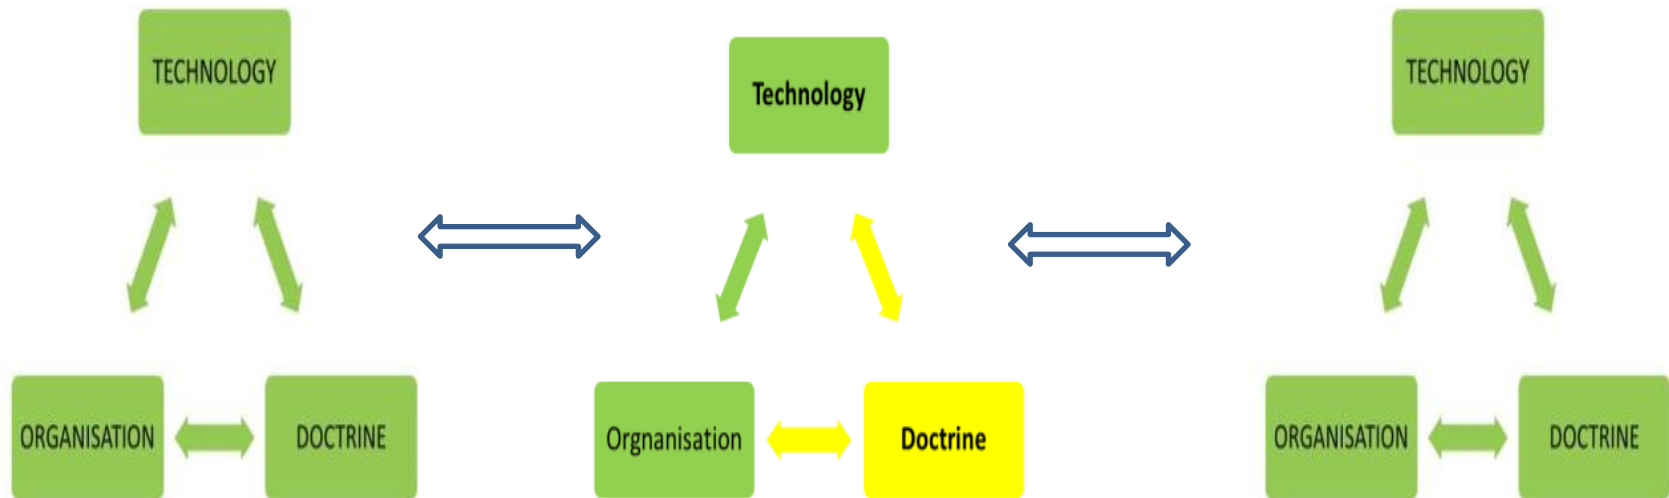 TECHNOLOGY
Technology
TECHNOLOGY
ORGANISATION
DOCTRINE
Orgnanisation
Doctrine
ORGANISATION
DOCTRINE